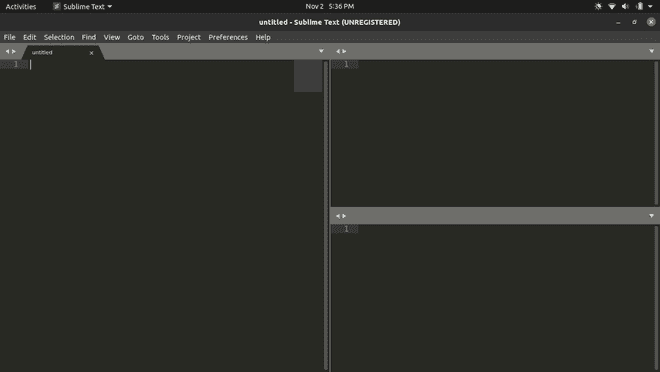 Activities Sublime Text Nov 2 5:36 PM
untitled - Sublime Text (UNREGISTERED)
File Edit Selection Find View Goto Tools Project Preferences Help
untitled
1
1
1